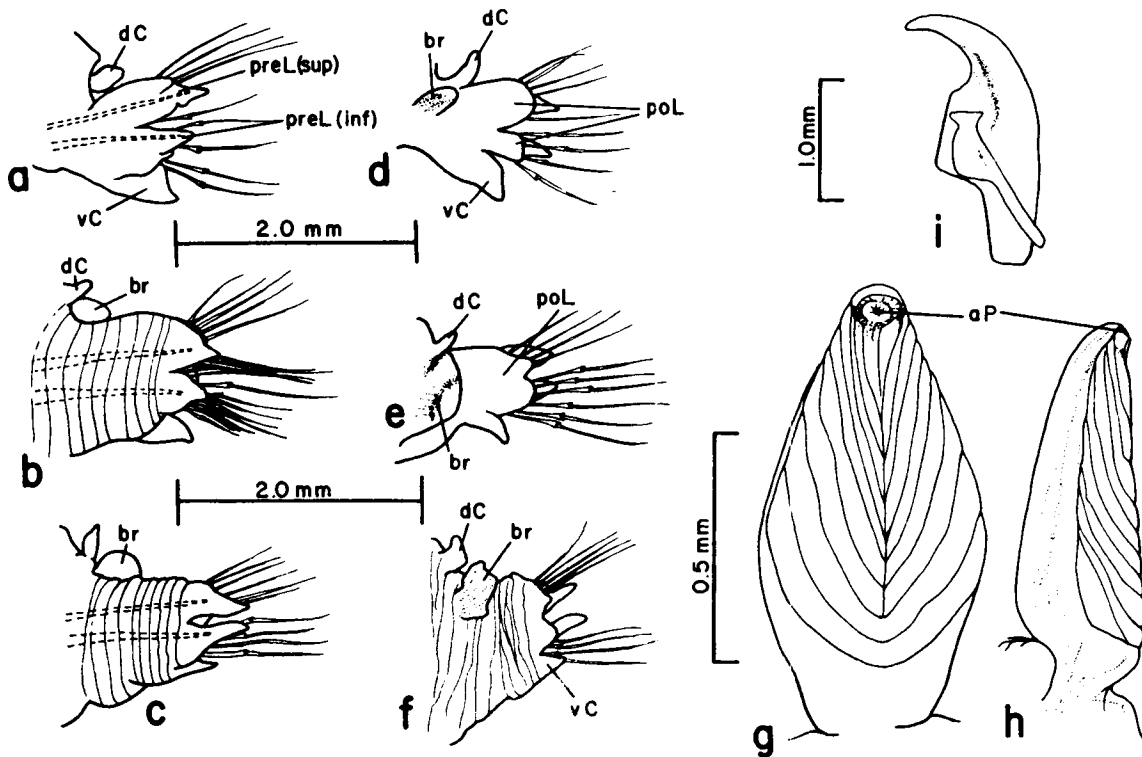 dC
preL(sup)
preL(inf)
a
vC
br
dC
poL
d
vC
2.0 mm
1.0mm
i
dC
br
b
dC
poL
e
br
2.0 mm
br
c
dC
br
f
vC
aP
0.5 mm
g
h